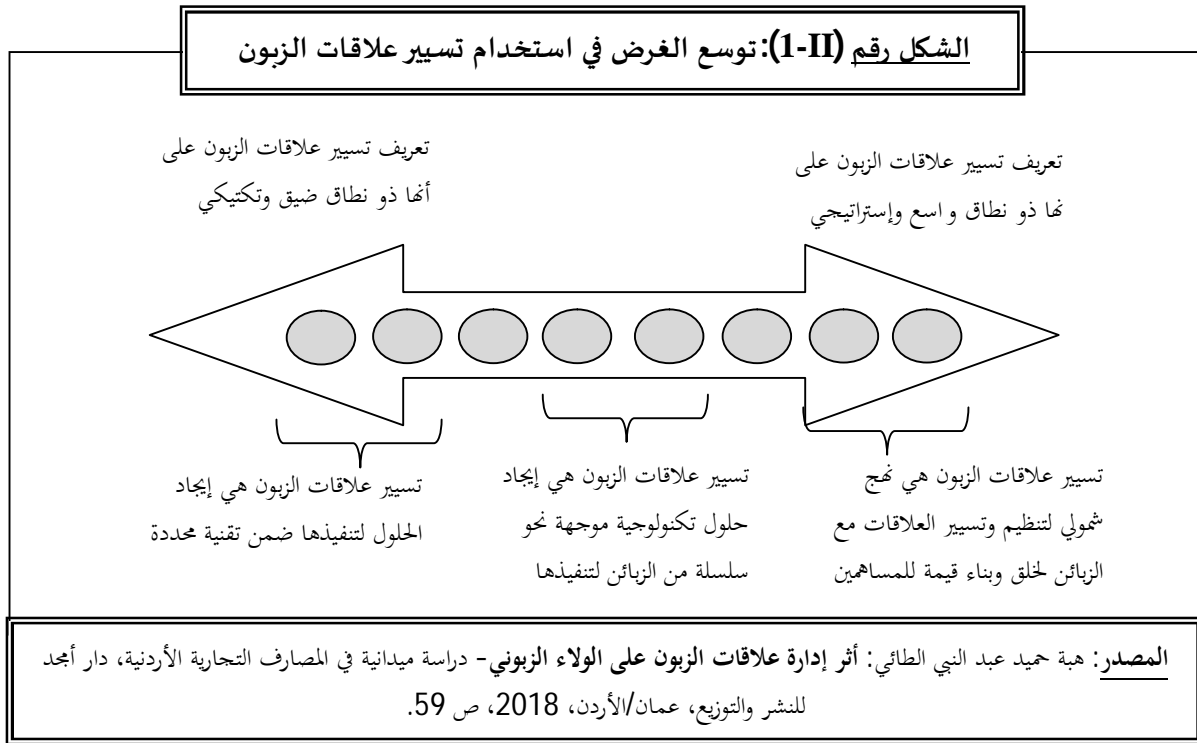 الشكل رقم (1-II): توسع الغرض في استخدام تسيير علاقات الزبون
تعريف تسيير علاقات الزبون على
نها ذو نطاق واسع وإستراتيجي
تعريف تسيير علاقات الزبون على
أنها ذو نطاق ضيق وتكتيكي
تسيير علاقات الزبون هي نهج
شمولي لتنظيم وتسيير العلاقات مع
الزبائن لخلق وبناء قيمة للمساهمين
تسيير علاقات الزبون هي إيجاد
حلول تكنولوجية موجهة نحو
سلسلة من الزبائن لتنفيذها
تسيير علاقات الزبون هي إيجاد
الحلول لتنفيذها ضمن تقنية محددة
المصدر: هبة حميد عبد النبي الطائي: أثر إدارة علاقات الزبون على الولاء الزبوني- دراسة ميدانية في المصارف التجارية الأردنية، دار أمجد
للنشر والتوزيع، عمان/الأردن، 2018، ص 59.